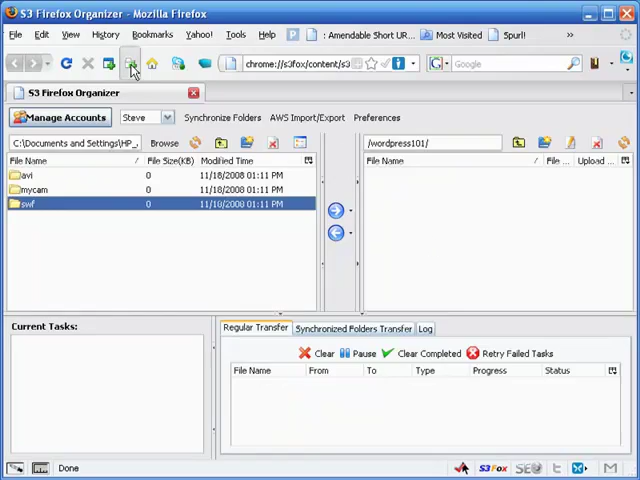 S3 Firefox Organizer - Mozilla Firefox
File Edit View History Bookmarks Yahoo! Tools Help : Amendable Short UR... Most Visited Spurl!
chrome://s3fox/content/s3 Google
S3 Firefox Organizer
Manage Accounts Steve Synchronize Folders AWS Import/Export Preferences
C:\Documents and Settings\HP_ Browse /wordpress101/
File Name File Size(KB) Modified Time File Name File ... Upload ...
avi 0 11/18/2008 01:11 PM
mycam 0 11/18/2008 01:11 PM
swf 0 11/18/2008 01:11 PM
Current Tasks: Regular Transfer Synchronized Folders Transfer Log
Clear Pause Clear Completed Retry Failed Tasks
File Name From To Type Progress Status
Done S3Fox SEO